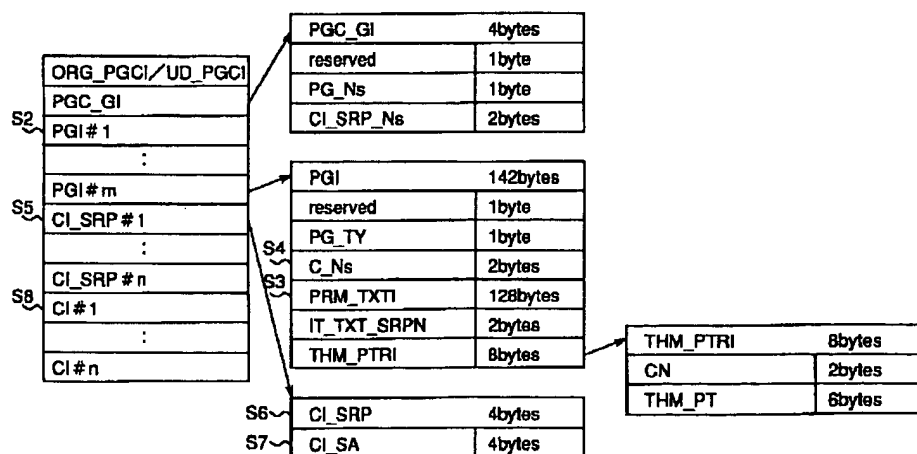 ORG_PGCI/UD_PGCI
PGC_GI
S2 PGI#1
:
PGI#m
S5 CI_SRP#1
:
CI_SRP#n
S8 CI#1
:
CI#n
PGC_GI 4bytes
reserved 1byte
PG_Ns 1byte
CI_SRP_Ns 2bytes
PGI 142bytes
reserved 1byte
PG_TY 1byte
S4 C_Ns 2bytes
S3 PRM_TXTI 128bytes
IT_TXT_SRPN 2bytes
THM_PTRI 8bytes
THM_PTRI 8bytes
CN 2bytes
THM_PT 6bytes
S6 CI_SRP 4bytes
S7 CI_SA 4bytes